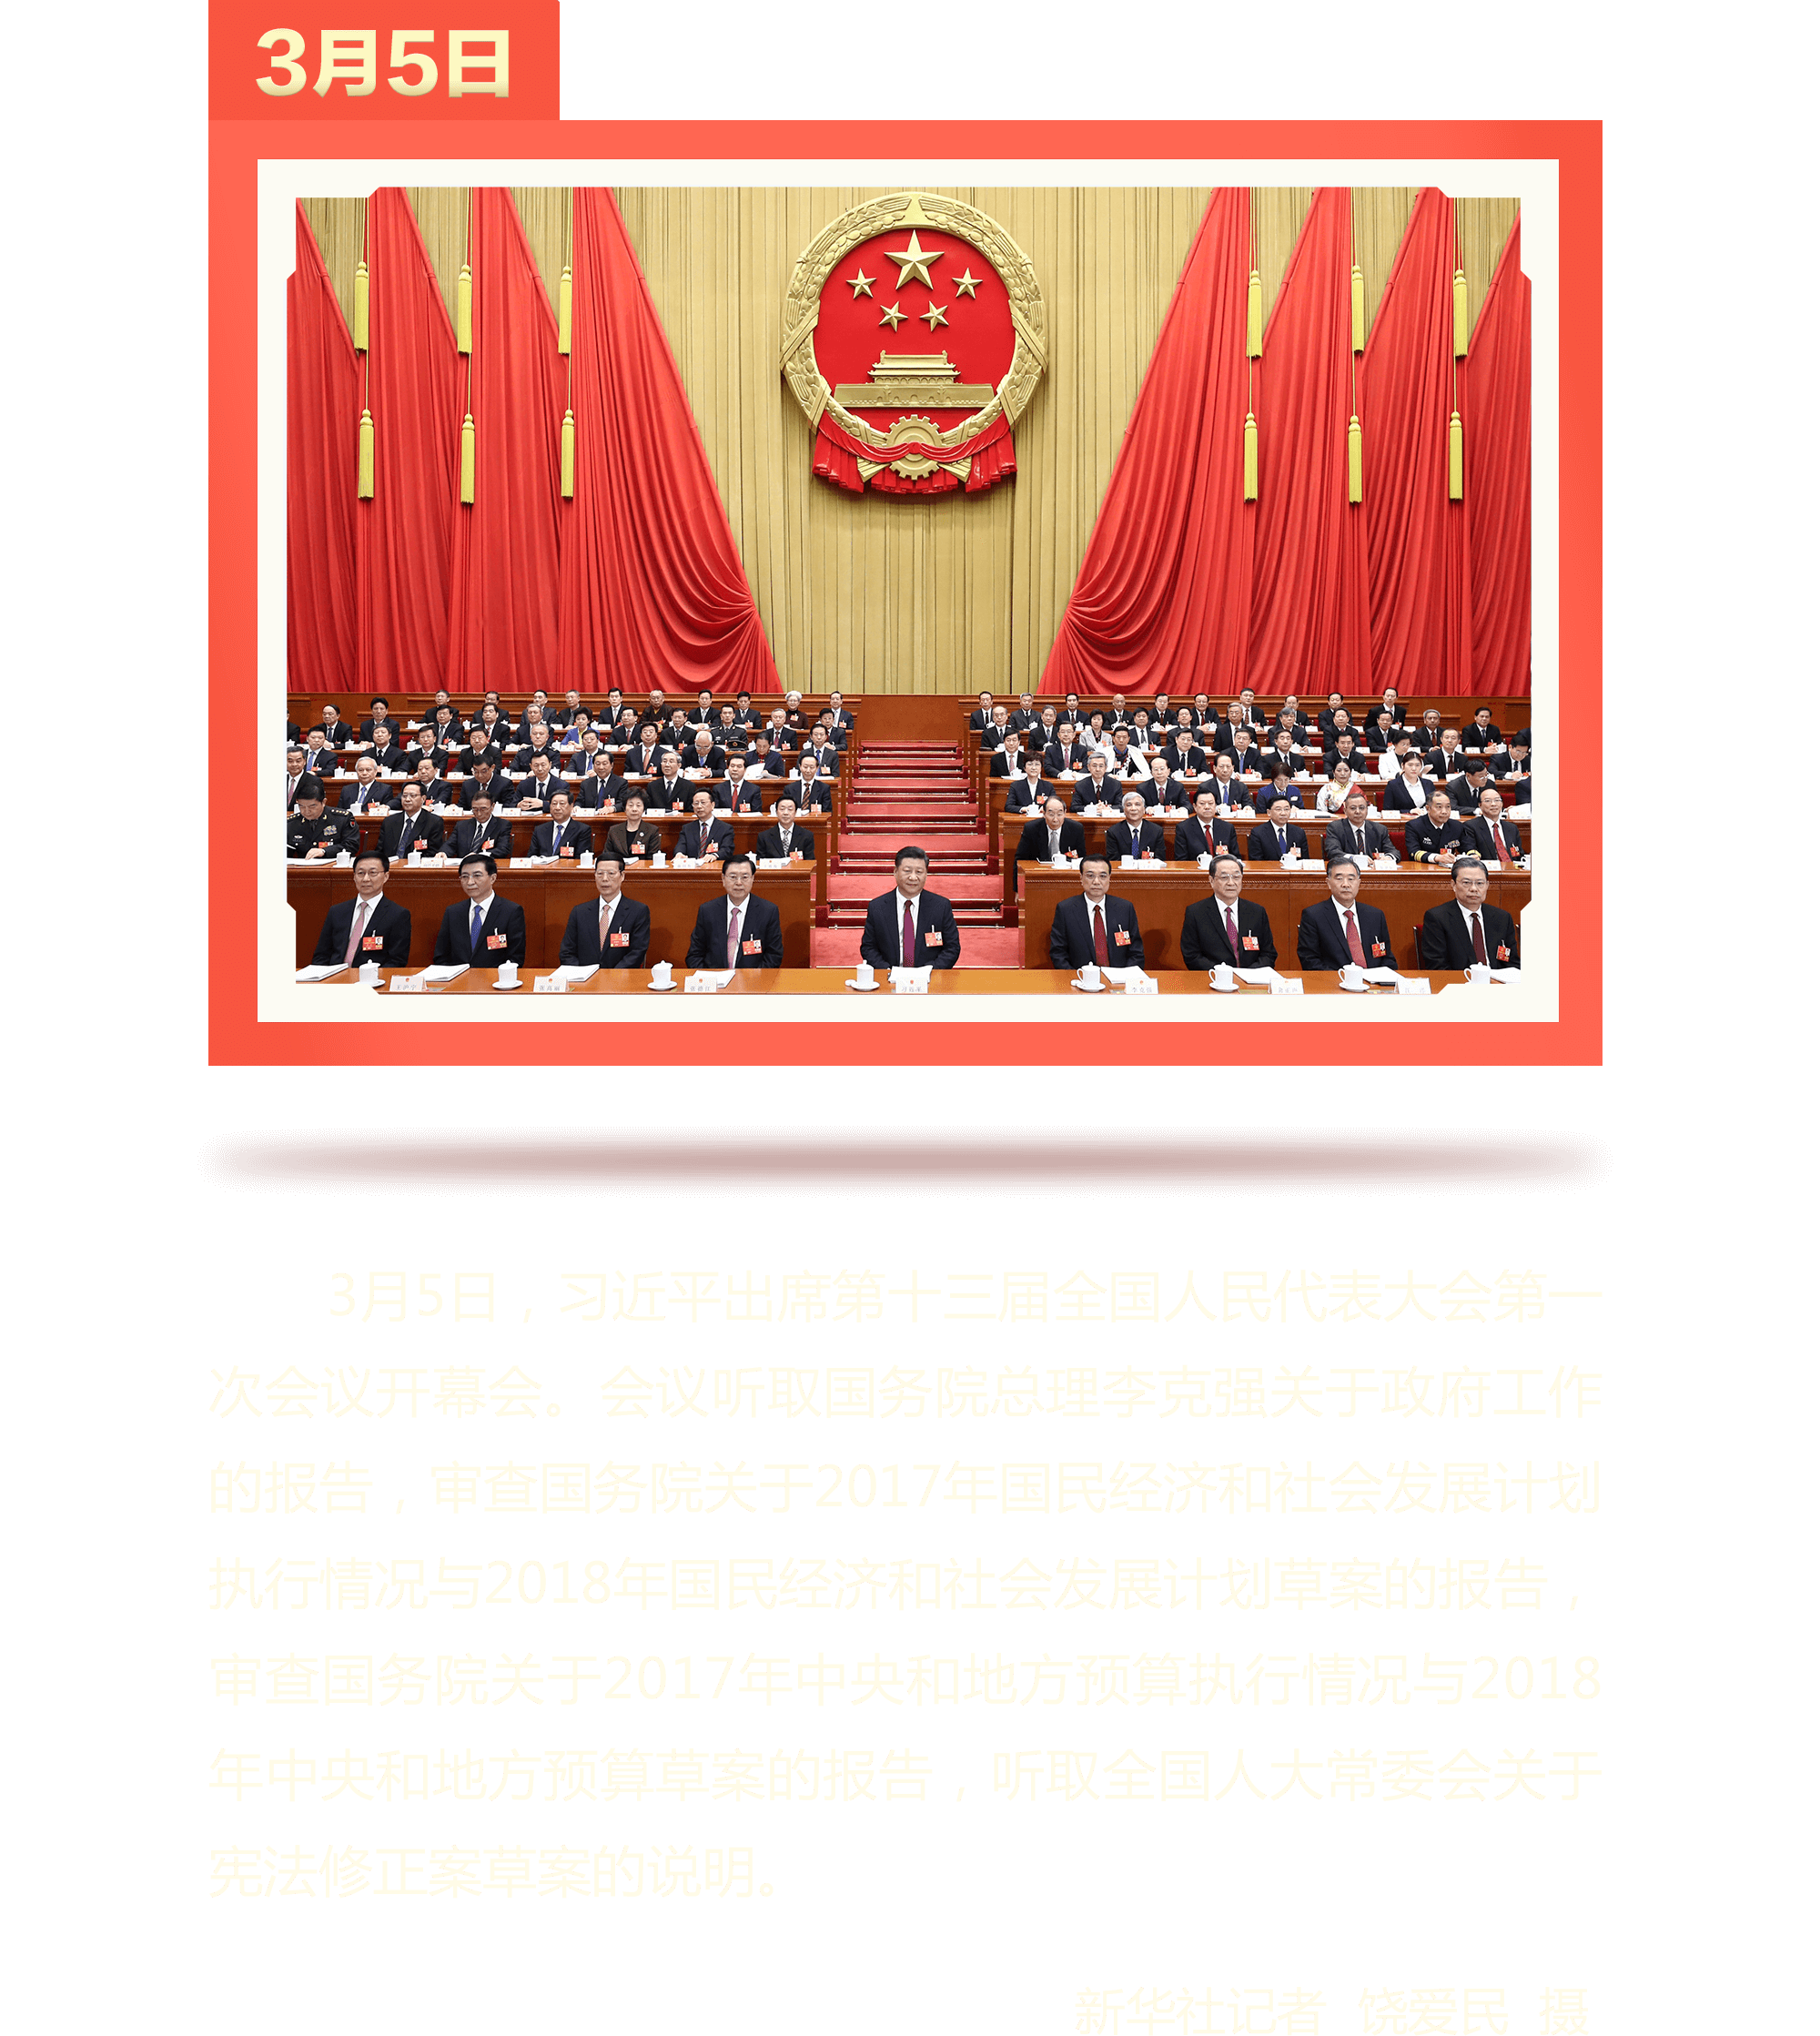 3月5日
3月5日，习近平出席第十三届全国人民代表大会第一
次会议开幕会。会议听取国务院总理李克强关于政府工作
的报告，审查国务院关于2017年国民经济和社会发展计划
执行情况与2018年国民经济和社会发展计划草案的报告，
审查国务院关于2017年中央和地方预算执行情况与2018
年中央和地方预算草案的报告，听取全国人大常委会关于
宪法修正案草案的说明。
新华社记者 饶爱民 摄